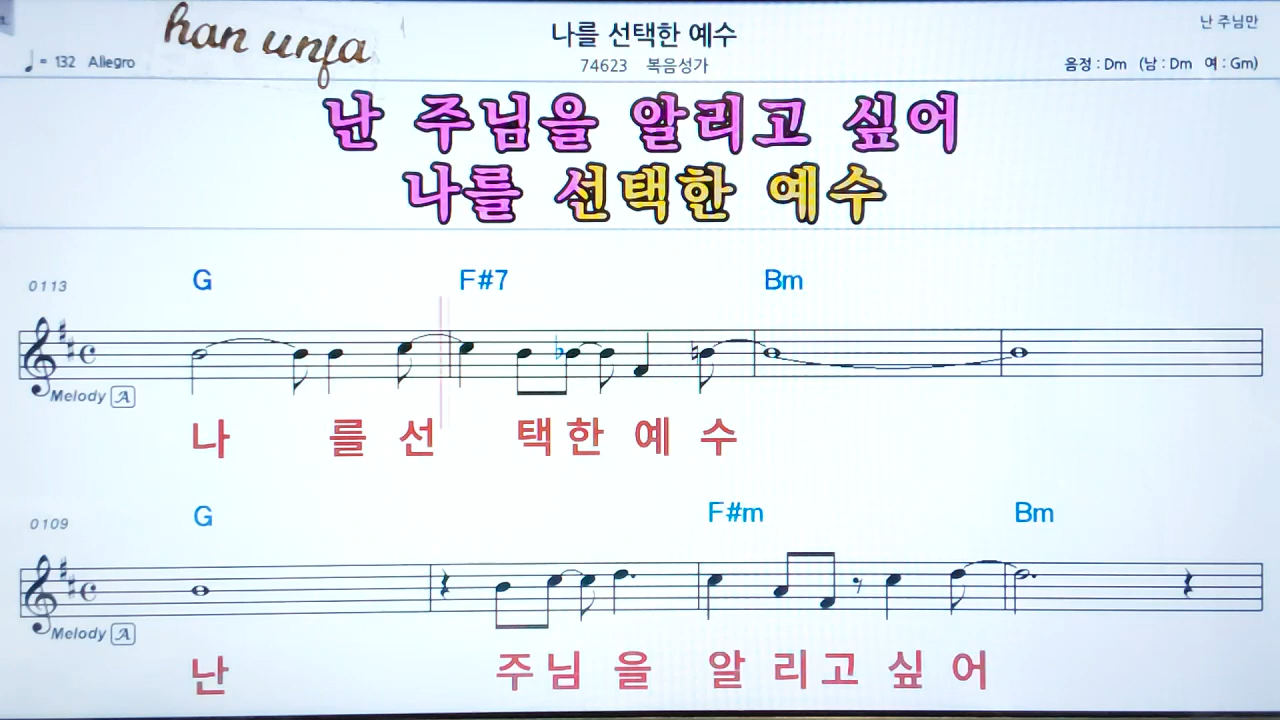 han unja
나를 선택한 예수
난 주님만
♩= 132 Allegro
74623 복음성가
음정 : Dm (남 : Dm 여 : Gm)
난 주님을 알리고 싶어
나를 선택한 예수
0113
G F#7 Bm
Melody A
나 를 선 택 한 예 수
0109
G F#m Bm
Melody A
난 주 님 을 알 리 고 싶 어